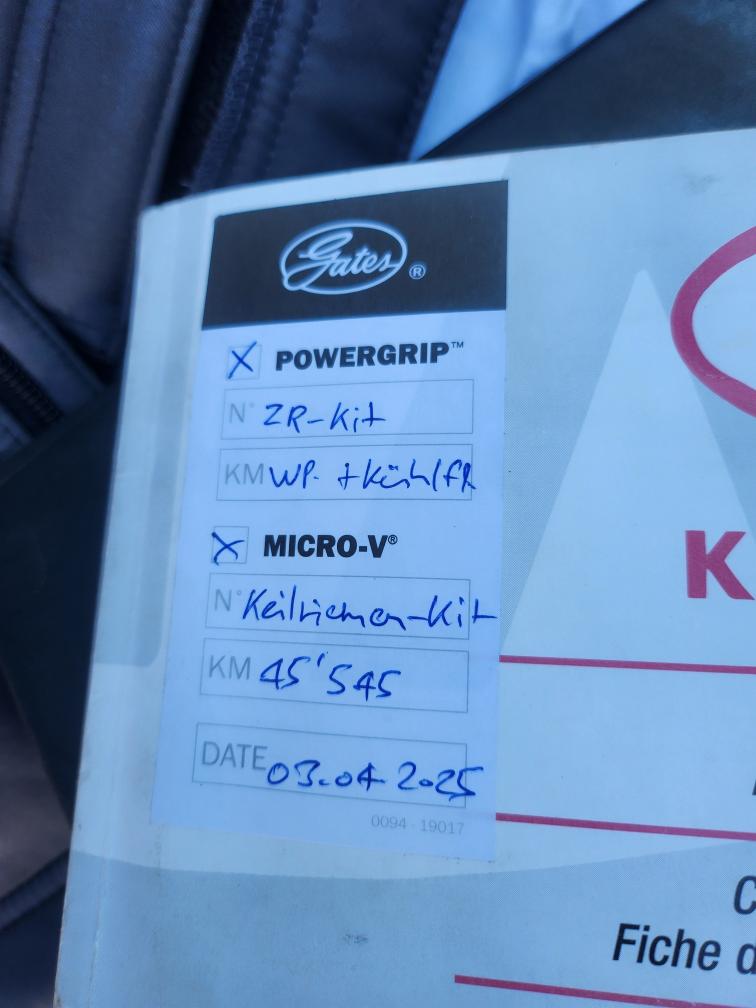 Gates ®
POWERGRIP™
N° ZR-Kit
KM WP. + Kühlfl
MICRO-V®
N° Keilriemen-Kit
KM 45'545
DATE 03.04 2025
0094 - 19017
K
C
Fiche d